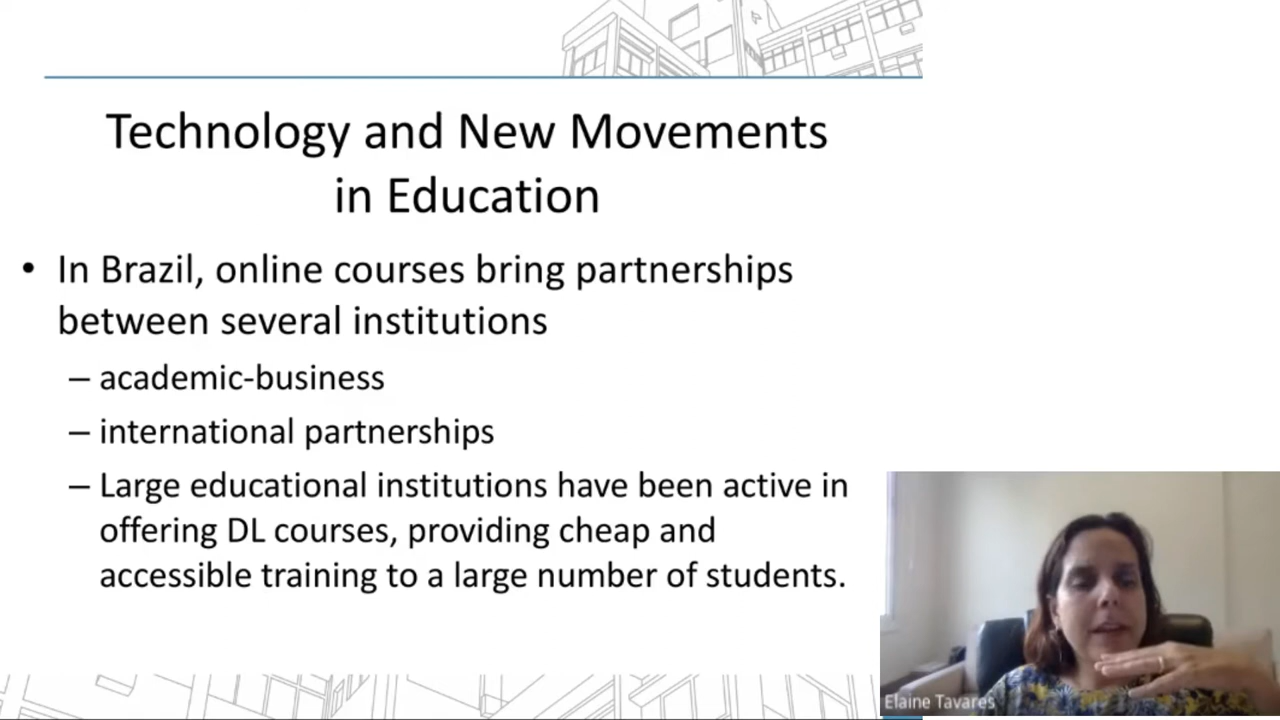 Technology and New Movements
in Education
• In Brazil, online courses bring partnerships
between several institutions
– academic-business
– international partnerships
– Large educational institutions have been active in
offering DL courses, providing cheap and
accessible training to a large number of students.
Elaine Tavares